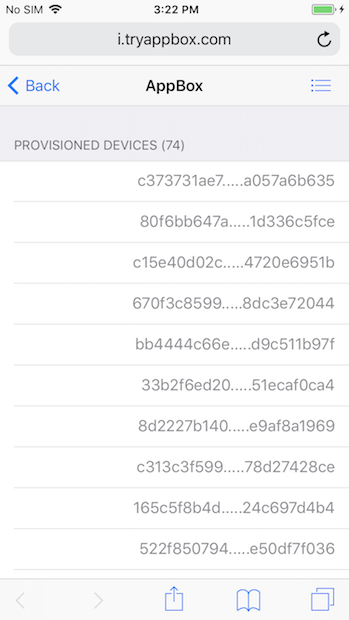 No SIM 3:22 PM
i.tryappbox.com
Back AppBox
PROVISIONED DEVICES (74)
c373731ae7.....a057a6b635
80f6bb647a.....1d336c5fce
c15e40d02c.....4720e6951b
670f3c8599.....8dc3e72044
bb4444c66e.....d9c511b97f
33b2f6ed20.....51ecaf0ca4
8d2227b140.....e9af8a1969
c313c3f599.....78d27428ce
165c5f8b4d.....24c697d4b4
522f850794.....e50df7f036